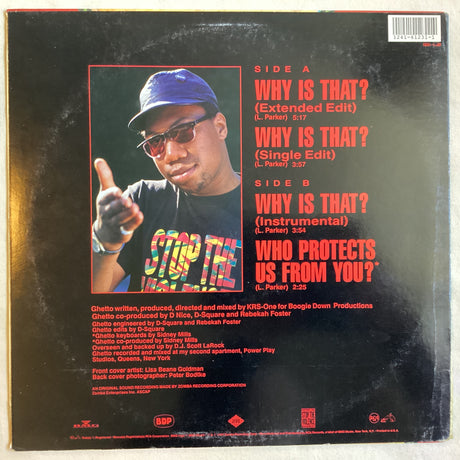 1241-41231-1
SIDE A
WHY IS THAT?
(Extended Edit)
(L. Parker) 5:17
WHY IS THAT?
(Single Edit)
(L. Parker) 3:57
SIDE B
WHY IS THAT?
(Instrumental)
(L. Parker) 3:54
WHO PROTECTS
US FROM YOU?*
(L. Parker) 2:25
STOP THE
VIOLENCE
Ghetto written, produced, directed and mixed by KRS-One for Boogie Down Productions
Ghetto co-produced by D Nice, D-Square and Rebekah Foster
Ghetto engineered by D-Square and Rebekah Foster
Ghetto edits by D-Square
*Ghetto keyboards by Sidney Mills
*Ghetto co-produced by Sidney Mills
Overseen and backed up by D.J. Scott LaRock
Ghetto recorded and mixed at my second apartment, Power Play
Studios, Queens, New York
Front cover artist: Lisa Beane Goldman
Back cover photographer: Peter Bodtke
AN ORIGINAL SOUND RECORDING MADE BY ZOMBA RECORDING CORPORATION
Zomba Enterprises Inc. ASCAP
BMG
BDP
RCA